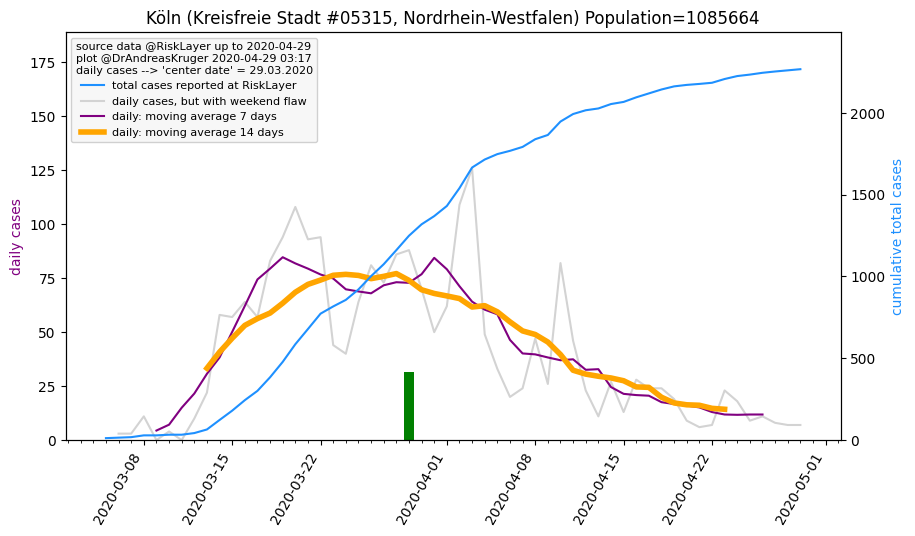 Köln (Kreisfreie Stadt #05315, Nordrhein-Westfalen) Population=1085664
source data @RiskLayer up to 2020-04-29
plot @DrAndreasKruger 2020-04-29 03:17
daily cases --> 'center date' = 29.03.2020
total cases reported at RiskLayer
daily cases, but with weekend flaw
daily: moving average 7 days
daily: moving average 14 days
daily cases
175
150
125
100
75
50
25
0
2000
1500
1000
500
0
cumulative total cases
2020-03-08
2020-03-15
2020-03-22
2020-04-01
2020-04-08
2020-04-15
2020-04-22
2020-05-01